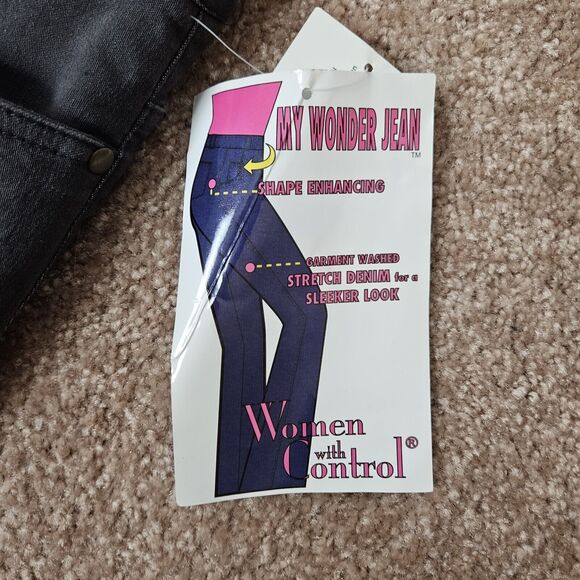 MY WONDER JEAN
TM
SHAPE ENHANCING
GARMENT WASHED
STRETCH DENIM for a
SLEEKER LOOK
Women
with
Control®